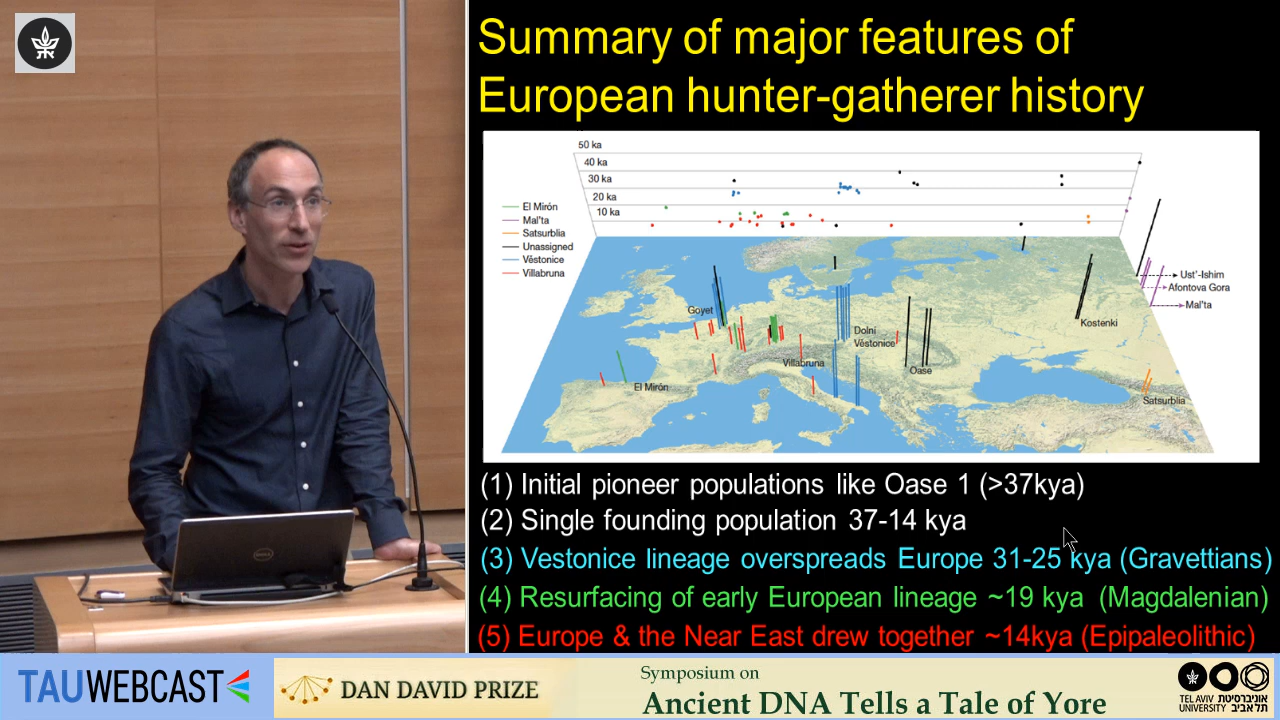 Summary of major features of
European hunter-gatherer history
50 ka
40 ka
30 ka
20 ka
10 ka
El Mirón
Mal'ta
Satsurblia
Unassigned
Věstonice
Villabruna
Goyet
El Mirón
Villabruna
Dolni
Věstonice
Oase
Kostenki
Ust'-Ishim
Afontova Gora
Mal'ta
Satsurblia
(1) Initial pioneer populations like Oase 1 (>37kya)
(2) Single founding population 37-14 kya
(3) Vestonice lineage overspreads Europe 31-25 kya (Gravettians)
(4) Resurfacing of early European lineage ~19 kya (Magdalenian)
(5) Europe & the Near East drew together ~14kya (Epipaleolithic)
DELL
TAUWEBCAST
DAN DAVID PRIZE
Symposium on
Ancient DNA Tells a Tale of Yore
TEL AVIV אוניברסיטת
UNIVERSITY תל אביב